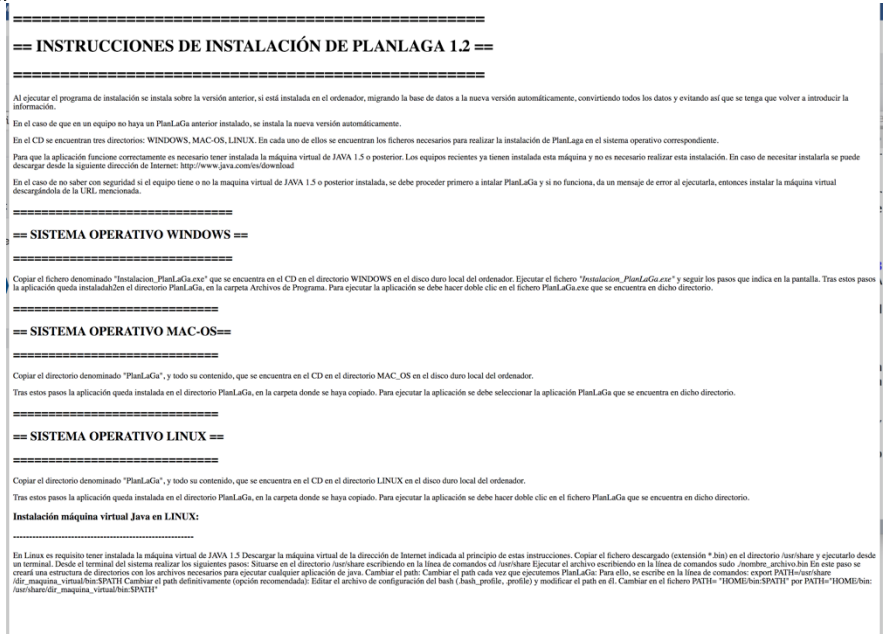 ==================================================
== INSTRUCCIONES DE INSTALACIÓN DE PLANLAGA 1.2 ==
==================================================
Al ejecutar el programa de instalación se instala sobre la versión anterior, si está instalada en el ordenador, migrando la base de datos a la nueva versión automáticamente, convirtiendo todos los datos y evitando así que se tenga que volver a introducir la
información.
En el caso de que en un equipo no haya un PlanLaGa anterior instalado, se instala la nueva versión automáticamente.
En el CD se encuentran tres directorios: WINDOWS, MAC-OS, LINUX. En cada uno de ellos se encuentran los ficheros necesarios para realizar la instalación de PlanLaga en el sistema operativo correspondiente.
Para que la aplicación funcione correctamente es necesario tener instalada la máquina virtual de JAVA 1.5 o posterior. Los equipos recientes ya tienen instalada esta máquina y no es necesario realizar esta instalación. En caso de necesitar instalarla se puede
descargar desde la siguiente dirección de Internet: http://www.java.com/es/download
En el caso de no saber con seguridad si el equipo tiene o no la maquina virtual de JAVA 1.5 o posterior instalada, se debe proceder primero a intalar PlanLaGa y si no funciona, da un mensaje de error al ejecutarla, entonces instalar la máquina virtual
descargándola de la URL mencionada.
===============================
== SISTEMA OPERATIVO WINDOWS ==
===============================
Copiar el fichero denominado "Instalacion_PlanLaGa.exe" que se encuentra en el CD en el directorio WINDOWS en el disco duro local del ordenador. Ejecutar el fichero "Instalacion_PlanLaGa.exe" y seguir los pasos que indica en la pantalla. Tras estos pasos
la aplicación queda instaladah2en el directorio PlanLaGa, en la carpeta Archivos de Programa. Para ejecutar la aplicación se debe hacer doble clic en el fichero PlanLaGa.exe que se encuentra en dicho directorio.
=============================
== SISTEMA OPERATIVO MAC-OS==
=============================
Copiar el directorio denominado "PlanLaGa", y todo su contenido, que se encuentra en el CD en el directorio MAC_OS en el disco duro local del ordenador.
Tras estos pasos la aplicación queda instalada en el directorio PlanLaGa, en la carpeta donde se haya copiado. Para ejecutar la aplicación se debe seleccionar la aplicación PlanLaGa que se encuentra en dicho directorio.
=============================
== SISTEMA OPERATIVO LINUX ==
=============================
Copiar el directorio denominado "PlanLaGa", y todo su contenido, que se encuentra en el CD en el directorio LINUX en el disco duro local del ordenador.
Tras estos pasos la aplicación queda instalada en el directorio PlanLaGa, en la carpeta donde se haya copiado. Para ejecutar la aplicación se debe hacer doble clic en el fichero PlanLaGa que se encuentra en dicho directorio.
Instalación máquina virtual Java en LINUX:
--------------------------------------------------------
En Linux es requisito tener instalada la máquina virtual de JAVA 1.5 Descargar la máquina virtual de la dirección de Internet indicada al principio de estas instrucciones. Copiar el fichero descargado (extensión *.bin) en el directorio /usr/share y ejecutarlo desde
un terminal. Desde el terminal del sistema realizar los siguientes pasos: Situarse en el directorio /usr/share escribiendo en la línea de comandos cd /usr/share Ejecutar el archivo escribiendo en la línea de comandos sudo ./nombre_archivo.bin En este paso se
creará una estructura de directorios con los archivos necesarios para ejecutar cualquier aplicación de java. Cambiar el path: Cambiar el path cada vez que ejecutemos PlanLaGa: Para ello, se escribe en la línea de comandos: export PATH=/usr/share
/dir_maquina_virtual/bin:$PATH Cambiar el path definitivamente (opción recomendada): Editar el archivo de configuración del bash (.bash_profile, .profile) y modificar el path en él. Cambiar en el fichero PATH= "HOME/bin:$PATH" por PATH="HOME/bin:
/usr/share/dir_maquina_virtual/bin:$PATH"